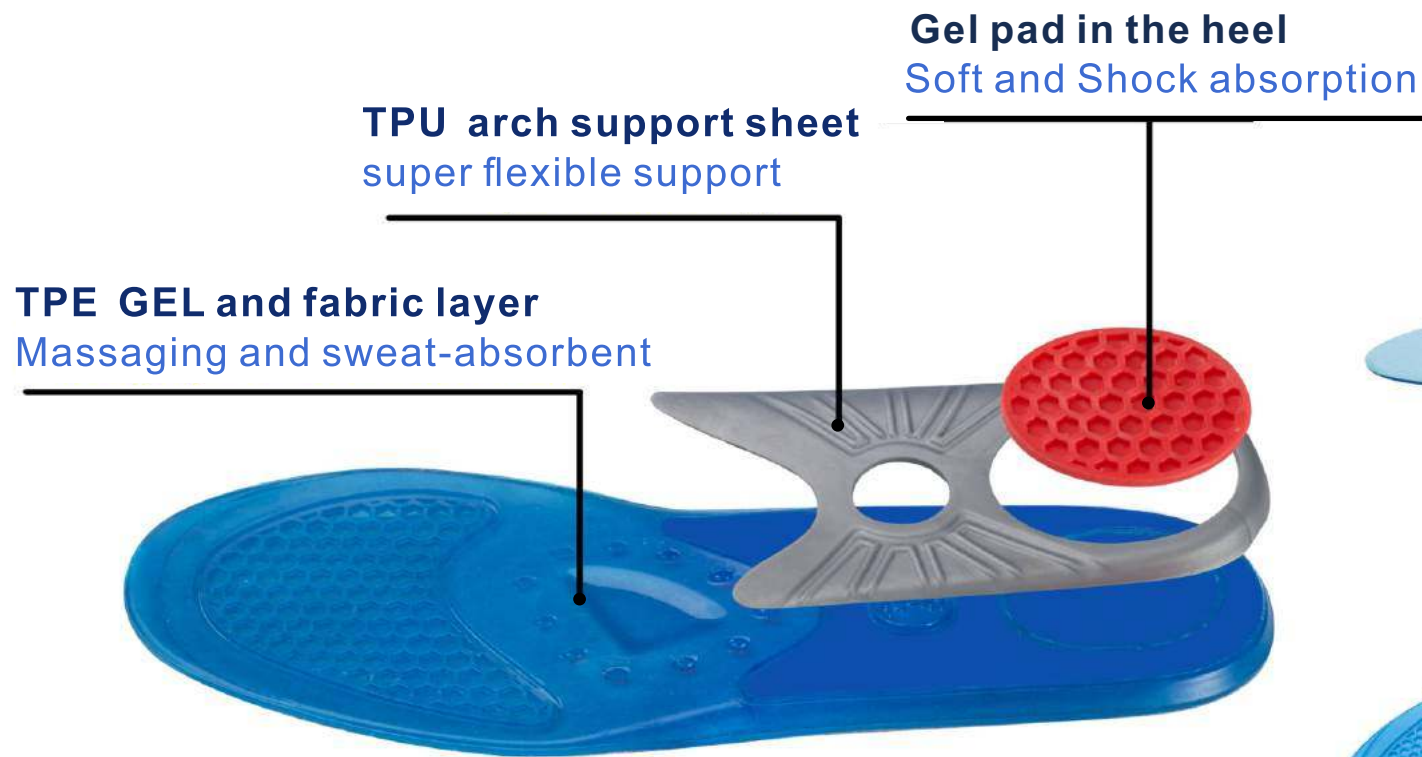 Gel pad in the heel
Soft and Shock absorption
TPU arch support sheet
super flexible support
TPE GEL and fabric layer
Massaging and sweat-absorbent